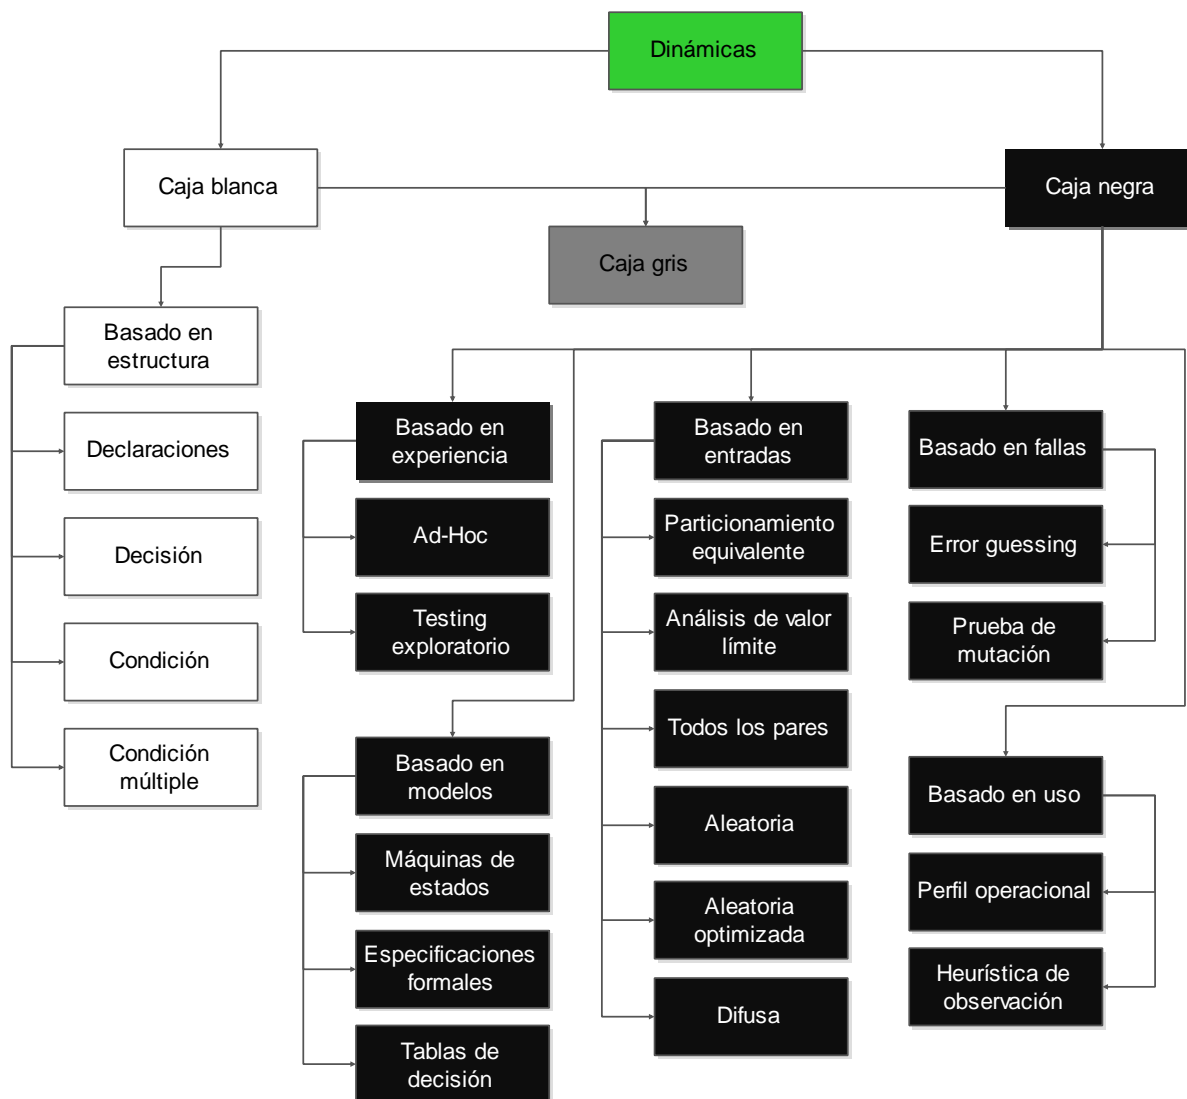 Dinámicas
Caja blanca
Caja negra
Caja gris
Basado en
estructura
Declaraciones
Decisión
Condición
Condición
múltiple
Basado en
experiencia
Ad-Hoc
Testing
exploratorio
Basado en
modelos
Máquinas de
estados
Especificaciones
formales
Tablas de
decisión
Basado en
entradas
Particionamiento
equivalente
Análisis de valor
límite
Todos los pares
Aleatoria
Aleatoria
optimizada
Difusa
Basado en fallas
Error guessing
Prueba de
mutación
Basado en uso
Perfil operacional
Heurística de
observación